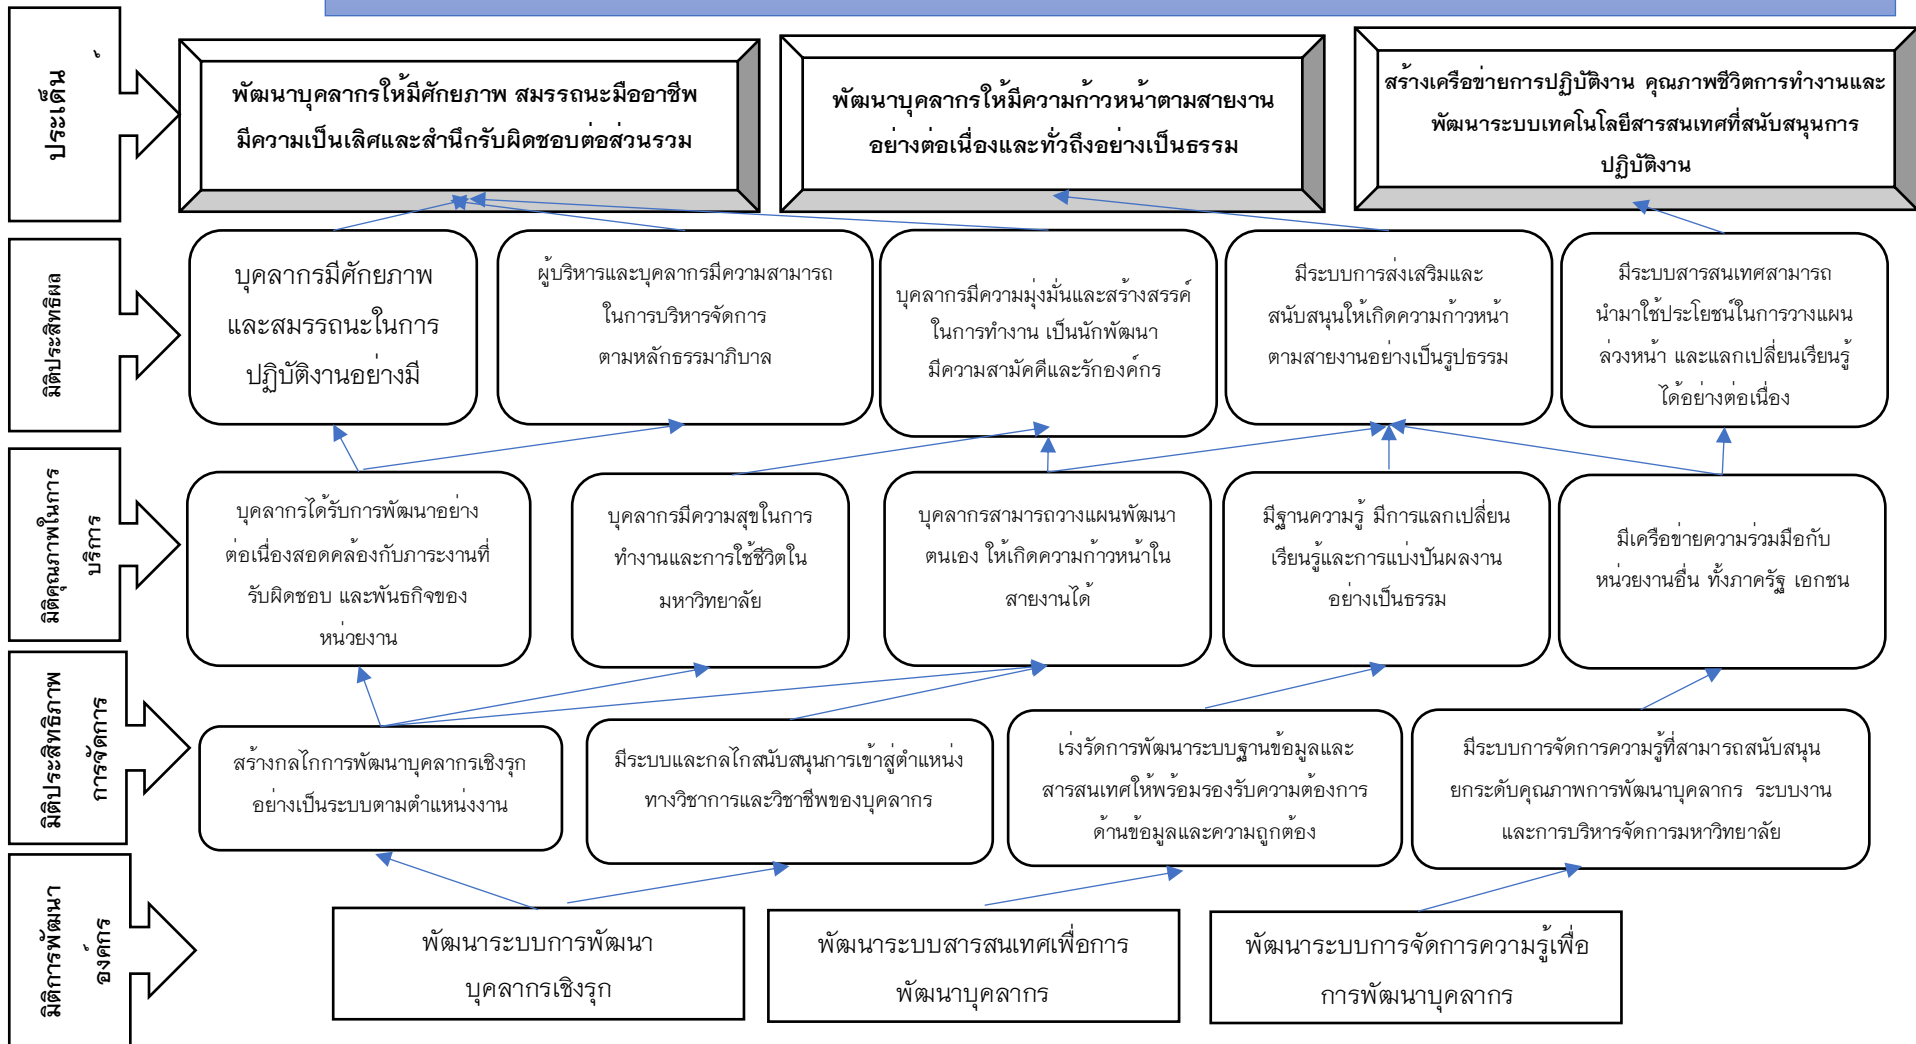 ประเด็น
พัฒนาบุคลากรให้มีศักยภาพ สมรรถนะมืออาชีพ
มีความเป็นเลิศและสำนึกรับผิดชอบต่อส่วนรวม
พัฒนาบุคลากรให้มีความก้าวหน้าตามสายงาน
อย่างต่อเนื่องและทั่วถึงอย่างเป็นธรรม
สร้างเครือข่ายการปฏิบัติงาน คุณภาพชีวิตการทำงานและ
พัฒนาระบบเทคโนโลยีสารสนเทศที่สนับสนุนการ
ปฏิบัติงาน
มิติประสิทธิผล
บุคลากรมีศักยภาพ
และสมรรถนะในการ
ปฏิบัติงานอย่างมี
ผู้บริหารและบุคลากรมีความสามารถ
ในการบริหารจัดการ
ตามหลักธรรมาภิบาล
บุคลากรมีความมุ่งมั่นและสร้างสรรค์
ในการทำงาน เป็นนักพัฒนา
มีความสามัคคีและรักองค์กร
มีระบบการส่งเสริมและ
สนับสนุนให้เกิดความก้าวหน้า
ตามสายงานอย่างเป็นรูปธรรม
มีระบบสารสนเทศสามารถ
นำมาใช้ประโยชน์ในการวางแผน
ล่วงหน้า และแลกเปลี่ยนเรียนรู้
ได้อย่างต่อเนื่อง
มิติคุณภาพในการ
บริการ
บุคลากรได้รับการพัฒนาอย่าง
ต่อเนื่องสอดคล้องกับภาระงานที่
รับผิดชอบ และพันธกิจของ
หน่วยงาน
บุคลากรมีความสุขในการ
ทำงานและการใช้ชีวิตใน
มหาวิทยาลัย
บุคลากรสามารถวางแผนพัฒนา
ตนเอง ให้เกิดความก้าวหน้าใน
สายงานได้
มีฐานความรู้ มีการแลกเปลี่ยน
เรียนรู้และการแบ่งปันผลงาน
อย่างเป็นธรรม
มีเครือข่ายความร่วมมือกับ
หน่วยงานอื่น ทั้งภาครัฐ เอกชน
มิติประสิทธิภาพ
การจัดการ
สร้างกลไกการพัฒนาบุคลากรเชิงรุก
อย่างเป็นระบบตามตำแหน่งงาน
มีระบบและกลไกสนับสนุนการเข้าสู่ตำแหน่ง
ทางวิชาการและวิชาชีพของบุคลากร
เร่งรัดการพัฒนาระบบฐานข้อมูลและ
สารสนเทศให้พร้อมรองรับความต้องการ
ด้านข้อมูลและความถูกต้อง
มีระบบการจัดการความรู้ที่สามารถสนับสนุน
ยกระดับคุณภาพการพัฒนาบุคลากร ระบบงาน
และการบริหารจัดการมหาวิทยาลัย
มิติการพัฒนา
องค์กร
พัฒนาระบบการพัฒนา
บุคลากรเชิงรุก
พัฒนาระบบสารสนเทศเพื่อการ
พัฒนาบุคลากร
พัฒนาระบบการจัดการความรู้เพื่อ
การพัฒนาบุคลากร